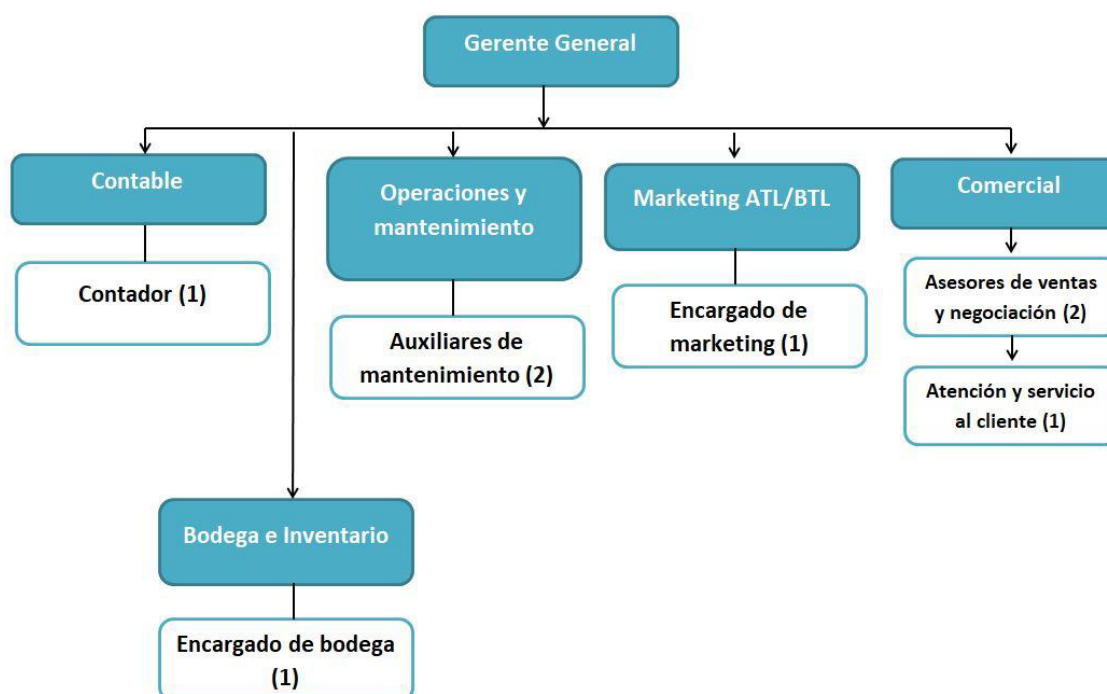 Gerente General
Contable
Operaciones y
mantenimiento
Marketing ATL/BTL
Comercial
Contador (1)
Auxiliares de
mantenimiento (2)
Encargado de
marketing (1)
Asesores de ventas
y negociación (2)
Atención y servicio
al cliente (1)
Bodega e Inventario
Encargado de bodega
(1)